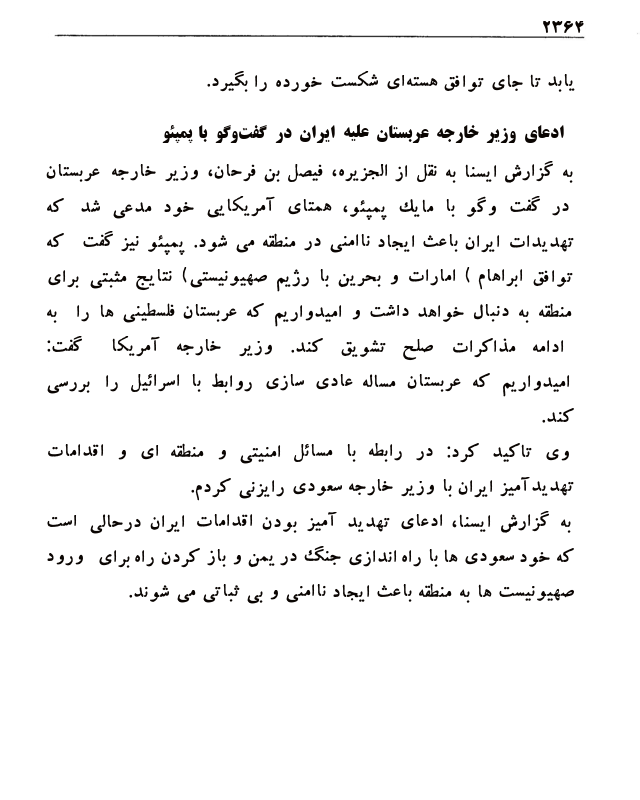 ۲۳۶۴
یابد تا جای توافق هسته‌ای شکست خورده را بگیرد.
ادعای وزیر خارجه عربستان علیه ایران در گفت‌وگو با پمپئو
به گزارش ایسنا به نقل از الجزیره، فیصل بن فرحان، وزیر خارجه عربستان
در گفت وگو با مایك پمپئو، همتای آمریکایی خود مدعی شد که
تهدیدات ایران باعث ایجاد ناامنی در منطقه می شود. پمپئو نیز گفت که
توافق ابراهام ) امارات و بحرین با رژیم صهیونیستی) نتایج مثبتی برای
منطقه به دنبال خواهد داشت و امیدواریم که عربستان فلسطینی ها را به
ادامه مذاکرات صلح تشویق کند. وزیر خارجه آمریکا گفت:
امیدواریم که عربستان مساله عادی سازی روابط با اسرائیل را بررسی
کند.
وی تاکید کرد: در رابطه با مسائل امنیتی و منطقه ای و اقدامات
تهدیدآمیز ایران با وزیر خارجه سعودی رایزنی کردم.
به گزارش ایسنا، ادعای تهدید آمیز بودن اقدامات ایران درحالی است
که خود سعودی ها با راه اندازی جنگ در یمن و باز کردن راه برای ورود
صهیونیست ها به منطقه باعث ایجاد ناامنی و بی ثباتی می شوند.